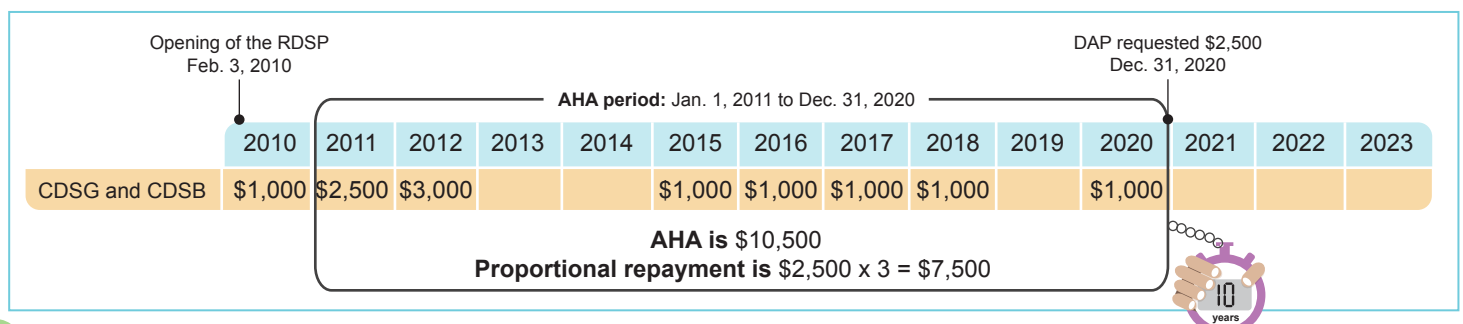 Opening of the RDSP
Feb. 3, 2010
DAP requested $2,500
Dec. 31, 2020
AHA period: Jan. 1, 2011 to Dec. 31, 2020
2010 2011 2012 2013 2014 2015 2016 2017 2018 2019 2020 2021 2022 2023
CDSG and CDSB $1,000 $2,500 $3,000 $1,000 $1,000 $1,000 $1,000 $1,000
AHA is $10,500
Proportional repayment is $2,500 x 3 = $7,500
10
years